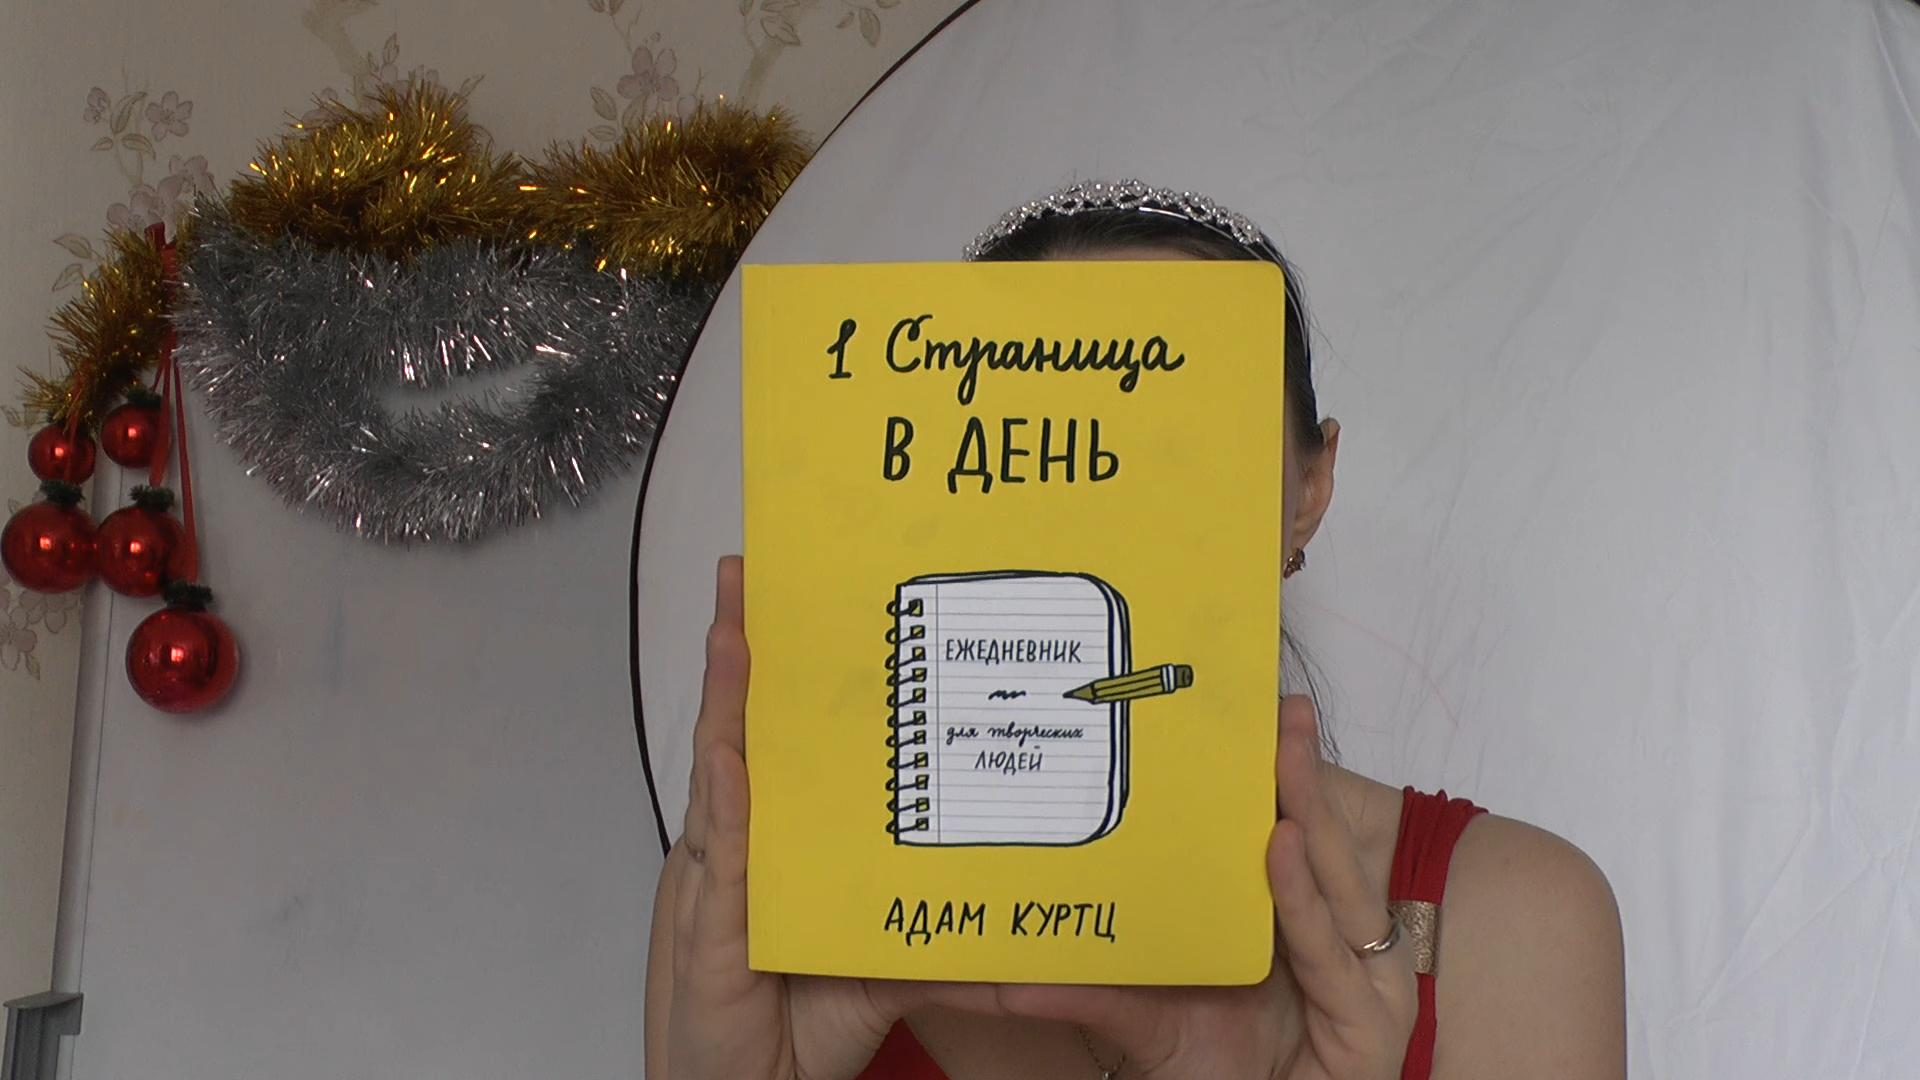 1 Страница
В ДЕНЬ
ЕЖЕДНЕВНИК
для творческих
ЛЮДЕЙ
АДАМ КУРТЦ